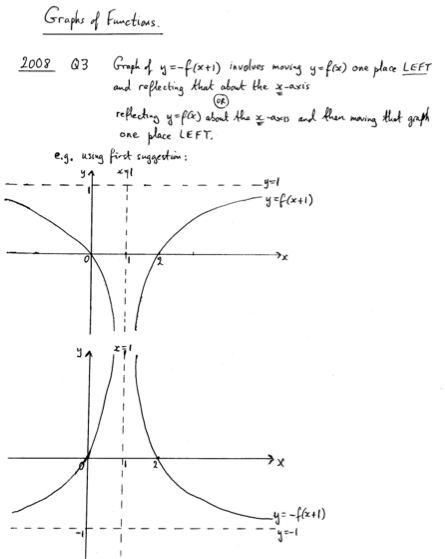 Graphs of Functions.
2008 Q3 Graph of y=-f(x+1) involves moving y=f(x) one place LEFT
and reflecting that about the x-axis
OR
reflecting y=f(x) about the x-axis and then moving that graph
one place LEFT.
e.g. using first suggestion:
y x=1
1 y=1
y=f(x+1)
0 1 2 x
y x=1
0 1 2 x
y=-f(x+1)
-1 y=-1